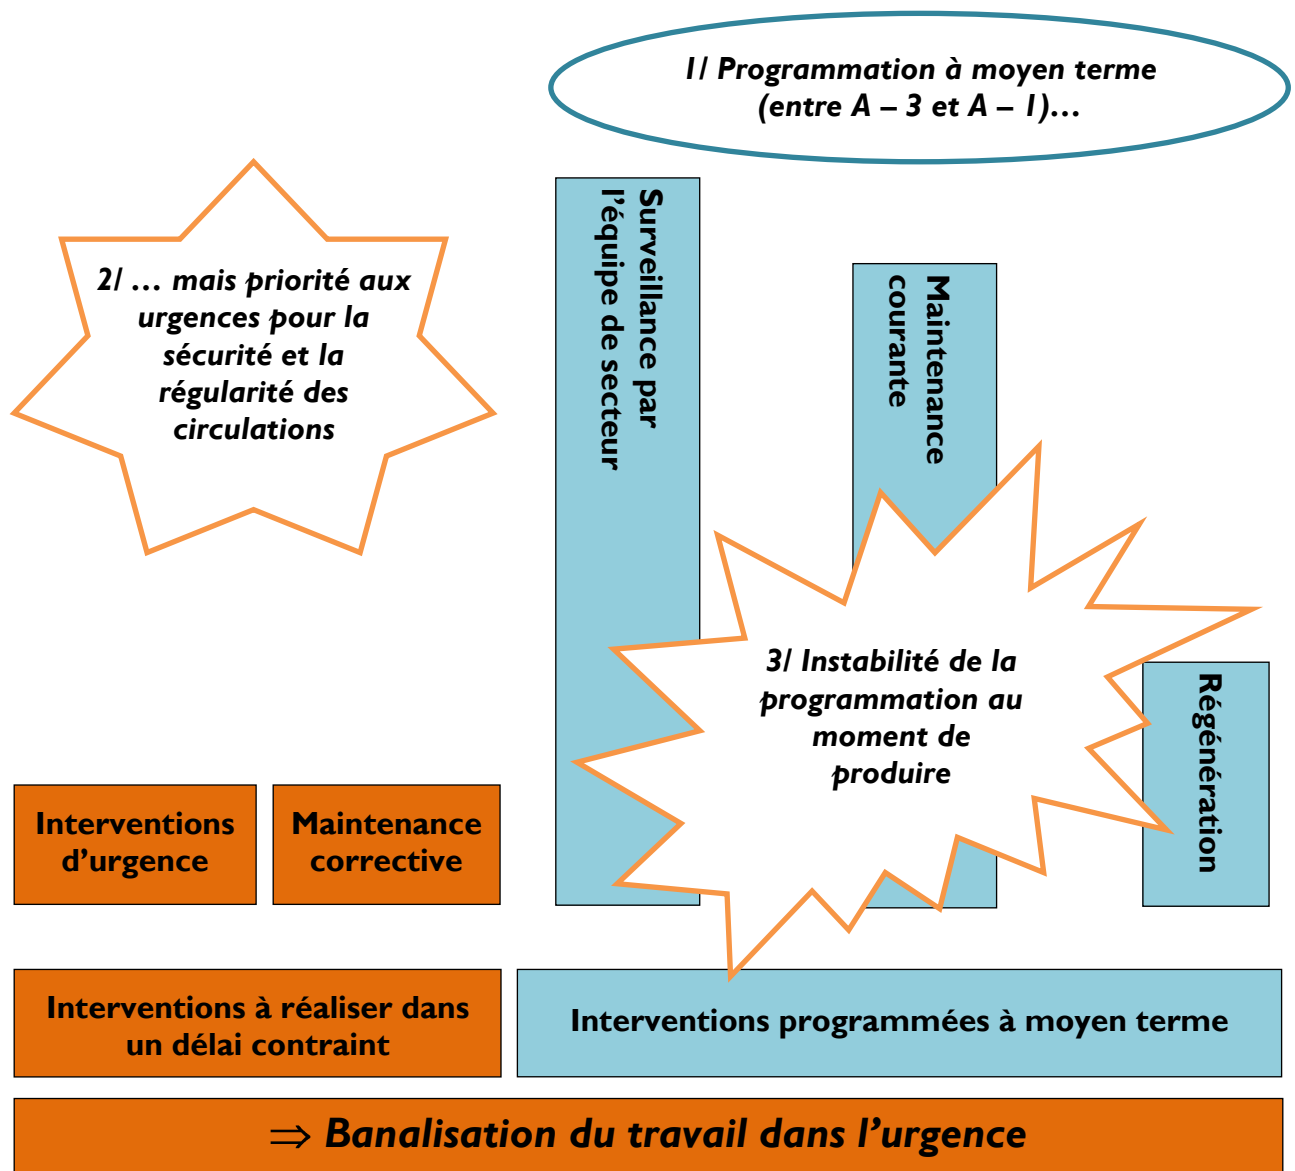 1/ Programmation à moyen terme
(entre A – 3 et A – 1)…
2/ … mais priorité aux
urgences pour la
sécurité et la
régularité des
circulations
Surveillance par
l’équipe de secteur
Maintenance
courante
3/ Instabilité de la
programmation au
moment de
produire
Régénération
Interventions
d’urgence
Maintenance
corrective
Interventions à réaliser dans
un délai contraint
Interventions programmées à moyen terme
⇒ Banalisation du travail dans l’urgence